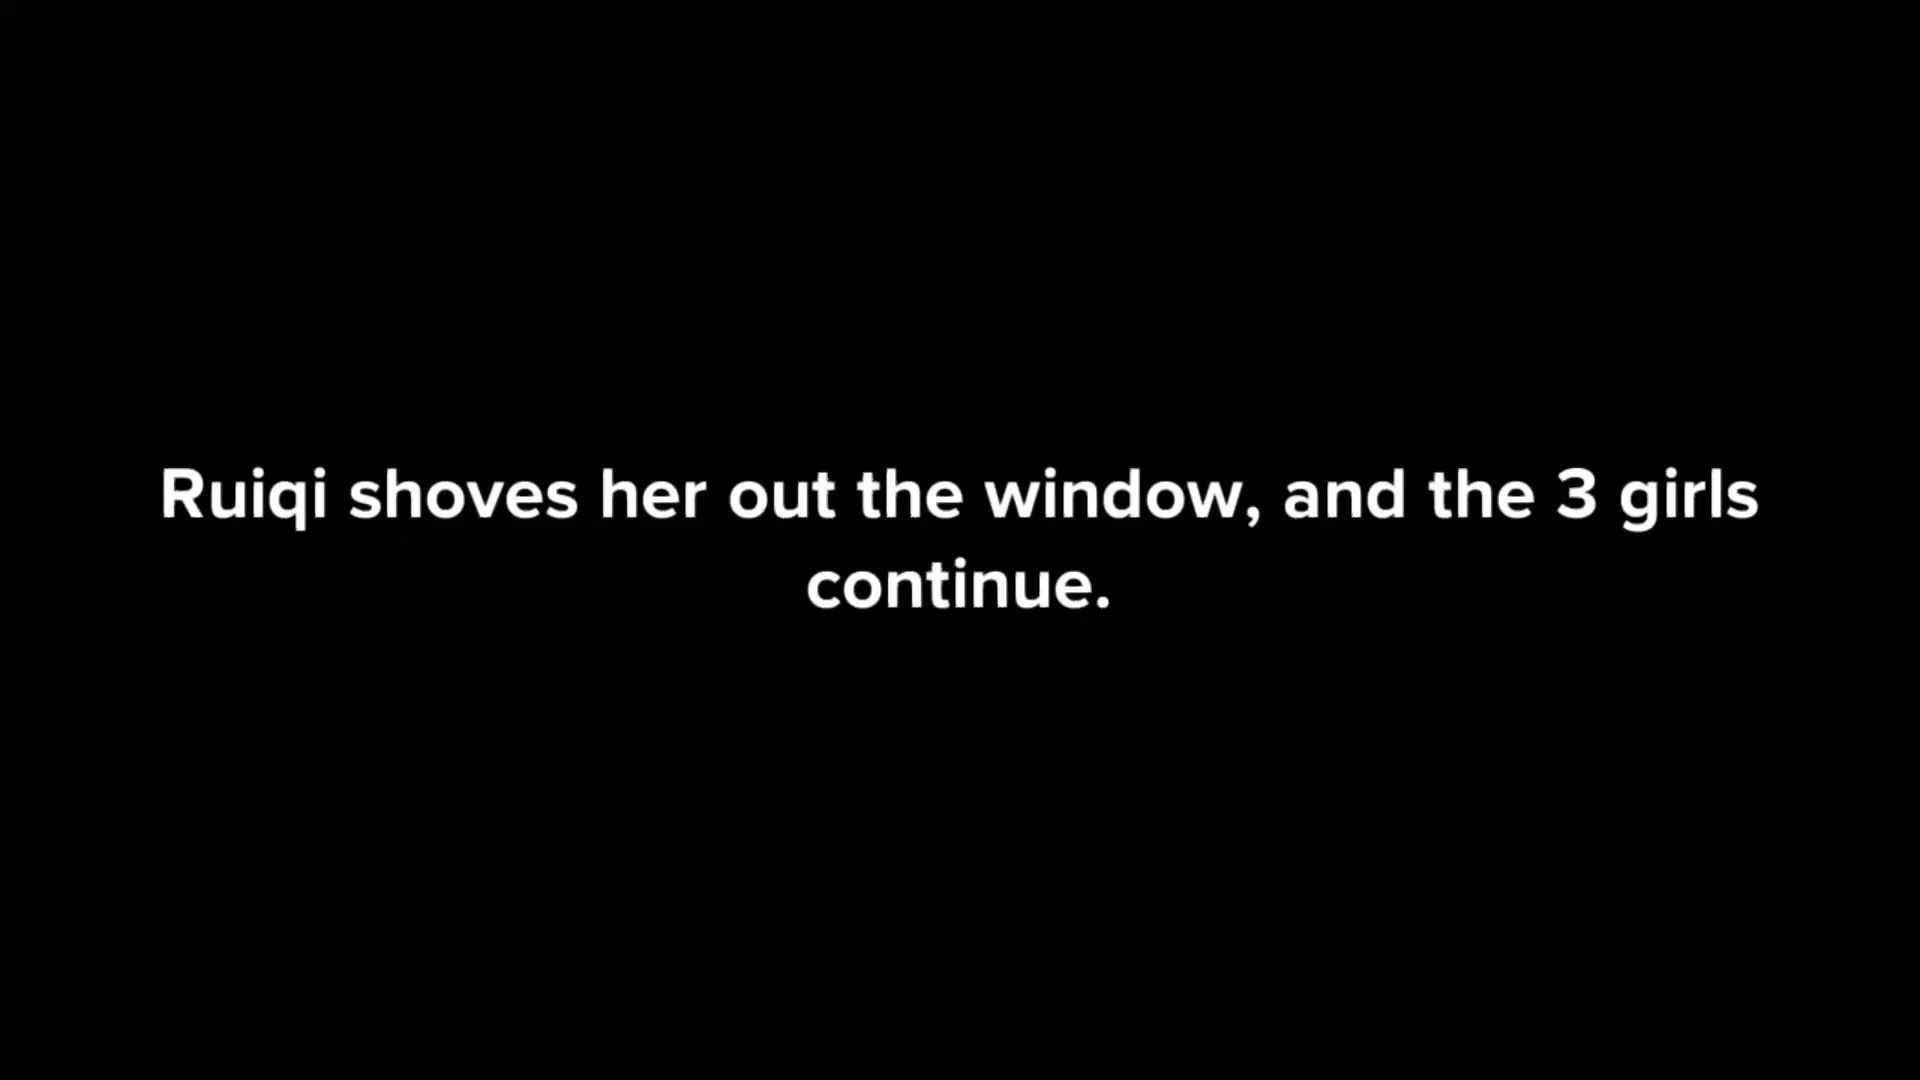 Ruiqi shoves her out the window, and the 3 girls
continue.